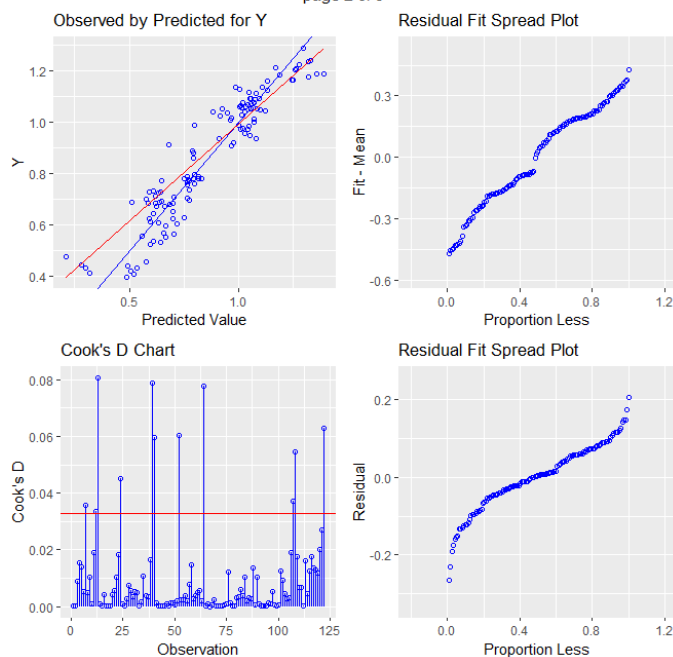 Observed by Predicted for Y
1.2
1.0
0.8
0.6
0.4
Y
0.5
1.0
Predicted Value
Residual Fit Spread Plot
0.3
0.0
-0.3
-0.6
Fit - Mean
0.0
0.4
0.8
1.2
Proportion Less
Cook's D Chart
0.08
0.06
0.04
0.02
0.00
Cook's D
0
25
50
75
100
125
Observation
Residual Fit Spread Plot
0.2
0.0
-0.2
Residual
0.0
0.4
0.8
1.2
Proportion Less